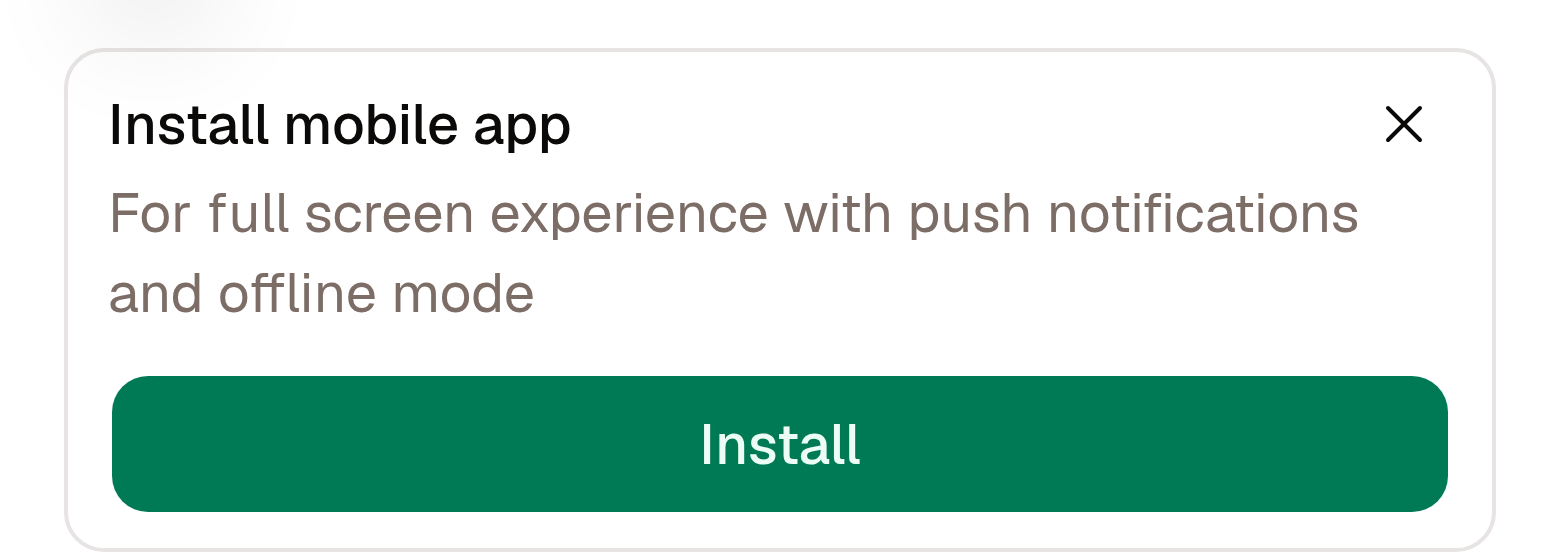 Install mobile app
For full screen experience with push notifications
and offline mode
Install